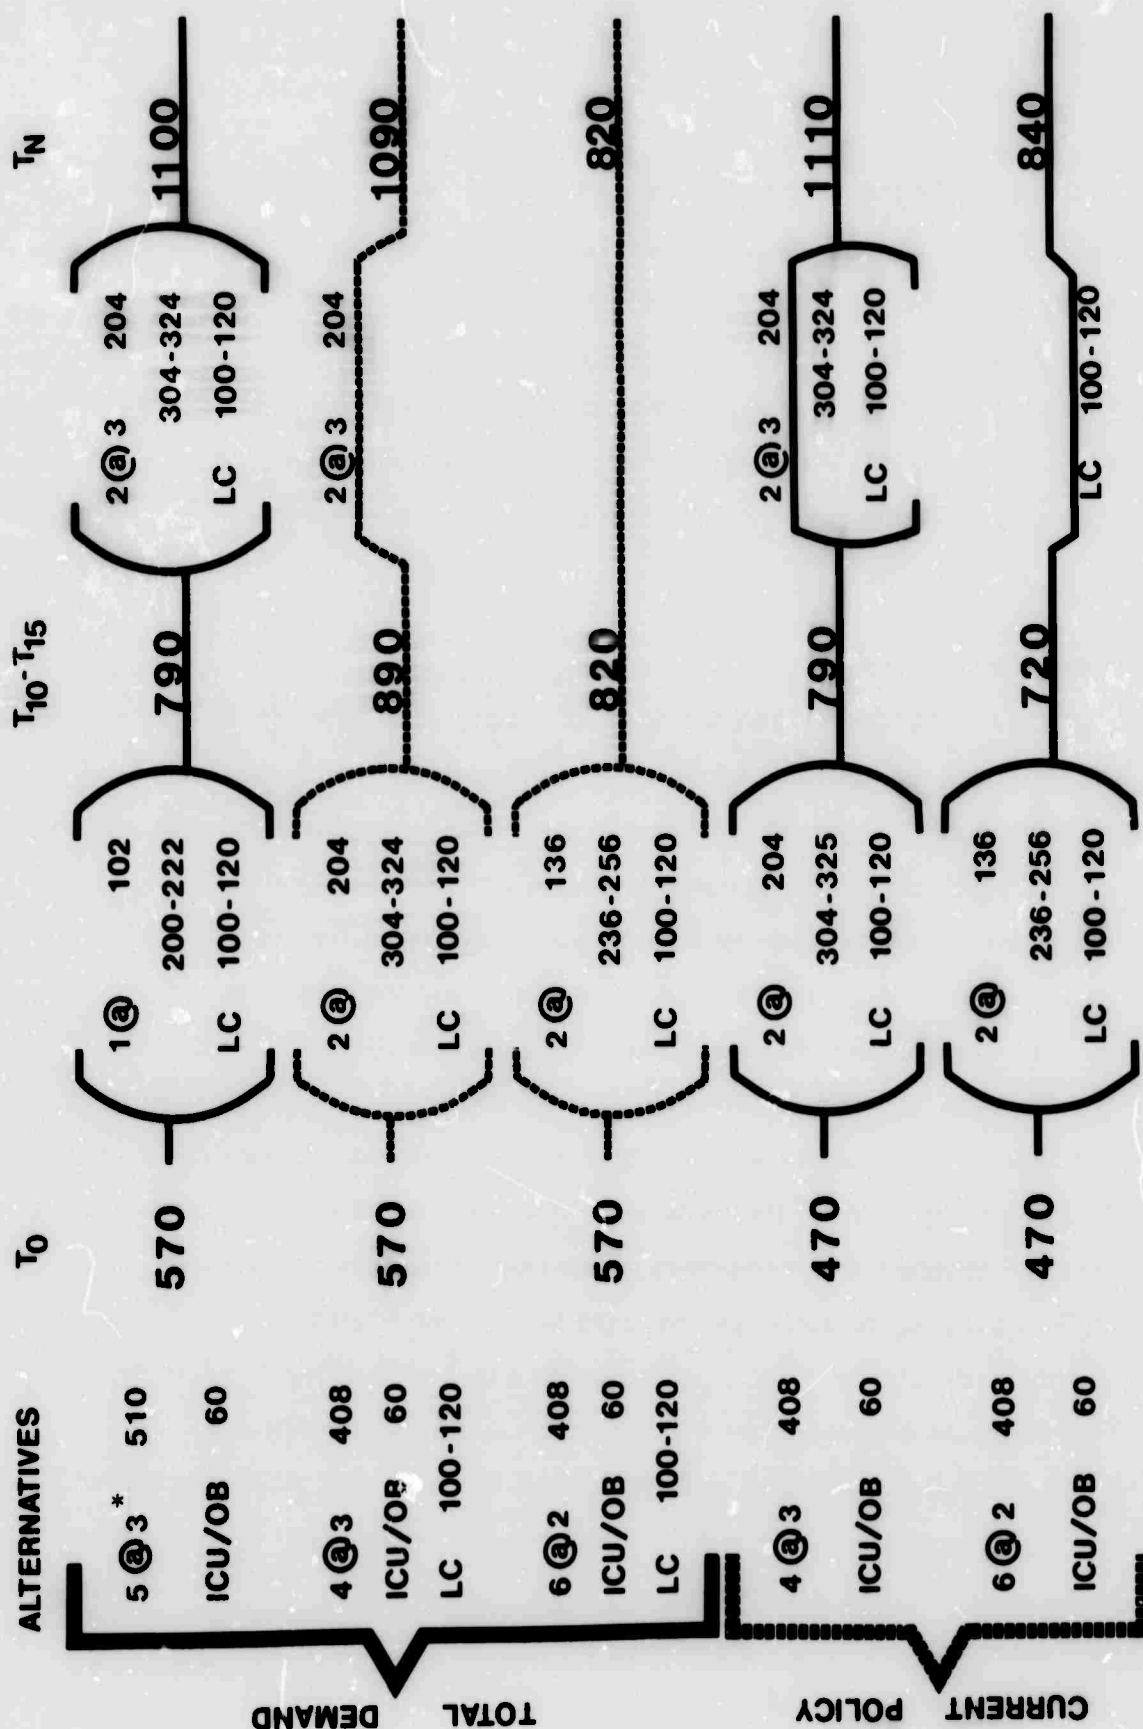 ALTERNATIVES T0 T10-T15 TN
TOTAL DEMAND
5 @ 3* 510
ICU/OB 60
570
1 @ 102
200-222
LC 100-120
790
2 @ 3 204
304-324
LC 100-120
1100
4 @ 3 408
ICU/OB 60
LC 100-120
570
2 @ 204
304-324
LC 100-120
890
2 @ 3 204
1090
6 @ 2 408
ICU/OB 60
LC 100-120
570
2 @ 136
236-256
LC 100-120
820
820
CURRENT POLICY
4 @ 3 408
ICU/OB 60
470
2 @ 204
304-325
LC 100-120
790
2 @ 3 204
304-324
LC 100-120
1110
6 @ 2 408
ICU/OB 60
470
2 @ 136
236-256
LC 100-120
720
LC 100-120
840